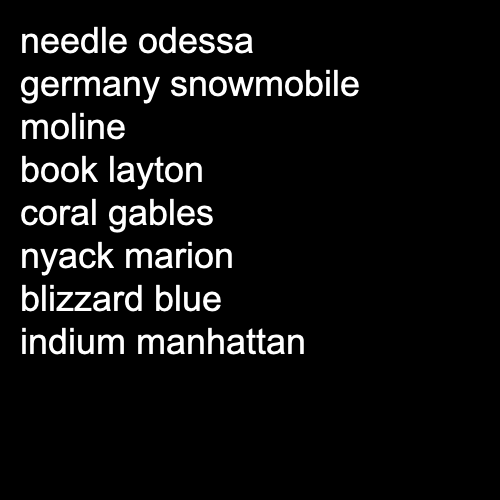 needle odessa
germany snowmobile
moline
book layton
coral gables
nyack marion
blizzard blue
indium manhattan